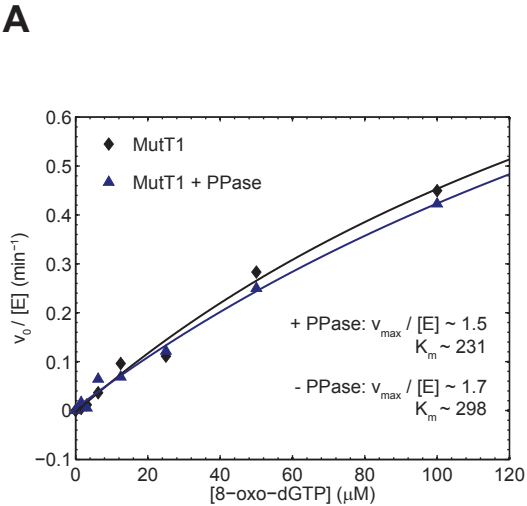 A
0.6
0.5
0.4
0.3
0.2
0.1
0
−0.1
v0 / [E] (min−1)
MutT1
MutT1 + PPase
+ PPase: vmax / [E] ~ 1.5
Km ~ 231
- PPase: vmax / [E] ~ 1.7
Km ~ 298
0 20 40 60 80 100 120
[8−oxo−dGTP] (μM)